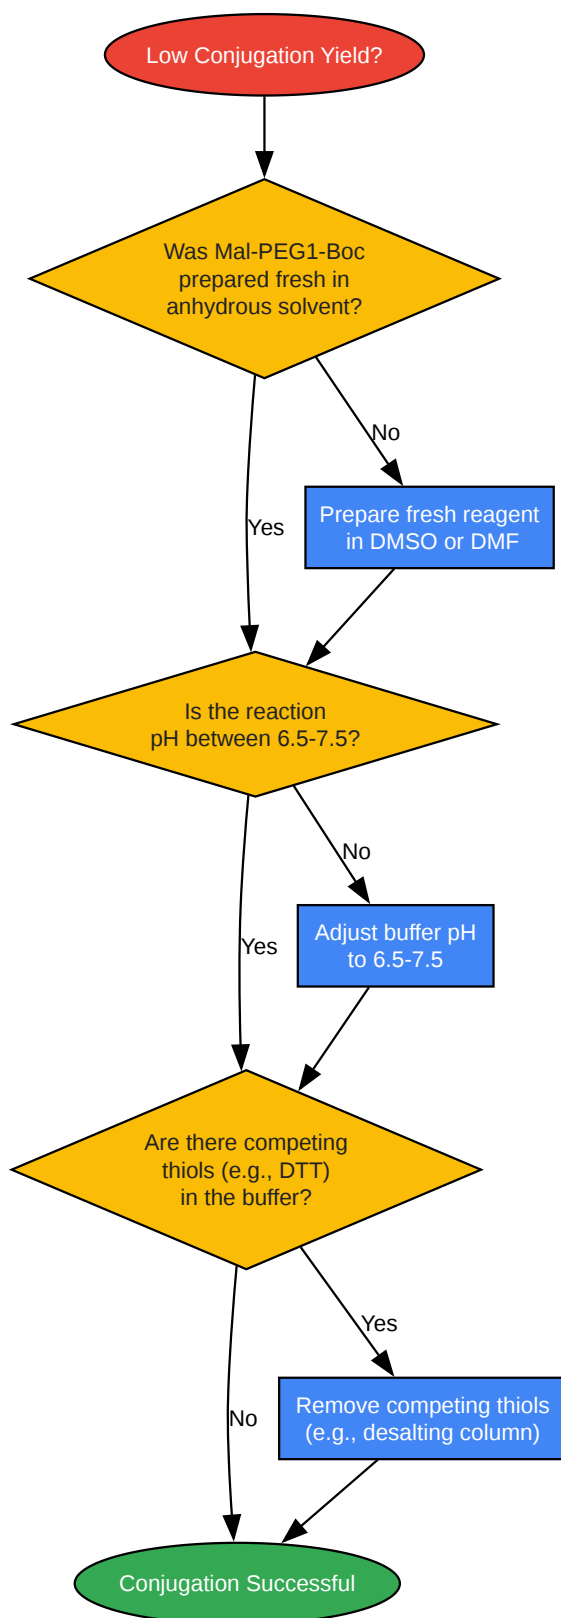 Low Conjugation Yield?
Was Mal-PEG1-Boc
prepared fresh in
anhydrous solvent?
No
Yes
Prepare fresh reagent
in DMSO or DMF
Is the reaction
pH between 6.5-7.5?
No
Yes
Adjust buffer pH
to 6.5-7.5
Are there competing
thiols (e.g., DTT)
in the buffer?
Yes
No
Remove competing thiols
(e.g., desalting column)
Conjugation Successful